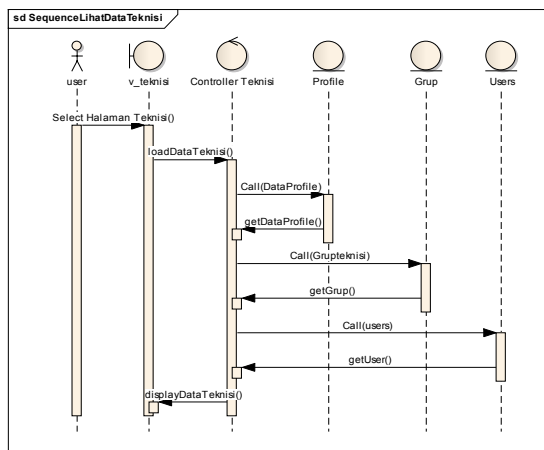 sd SequenceLihatDataTeknisi
user
v_teknisi
Controller Teknisi
Profile
Grup
Users
Select Halaman Teknisi()
loadDataTeknisi()
Call(DataProfile)
getDataProfile()
Call(Grupteknisi)
getGrup()
Call(users)
getUser()
displayDataTeknisi()